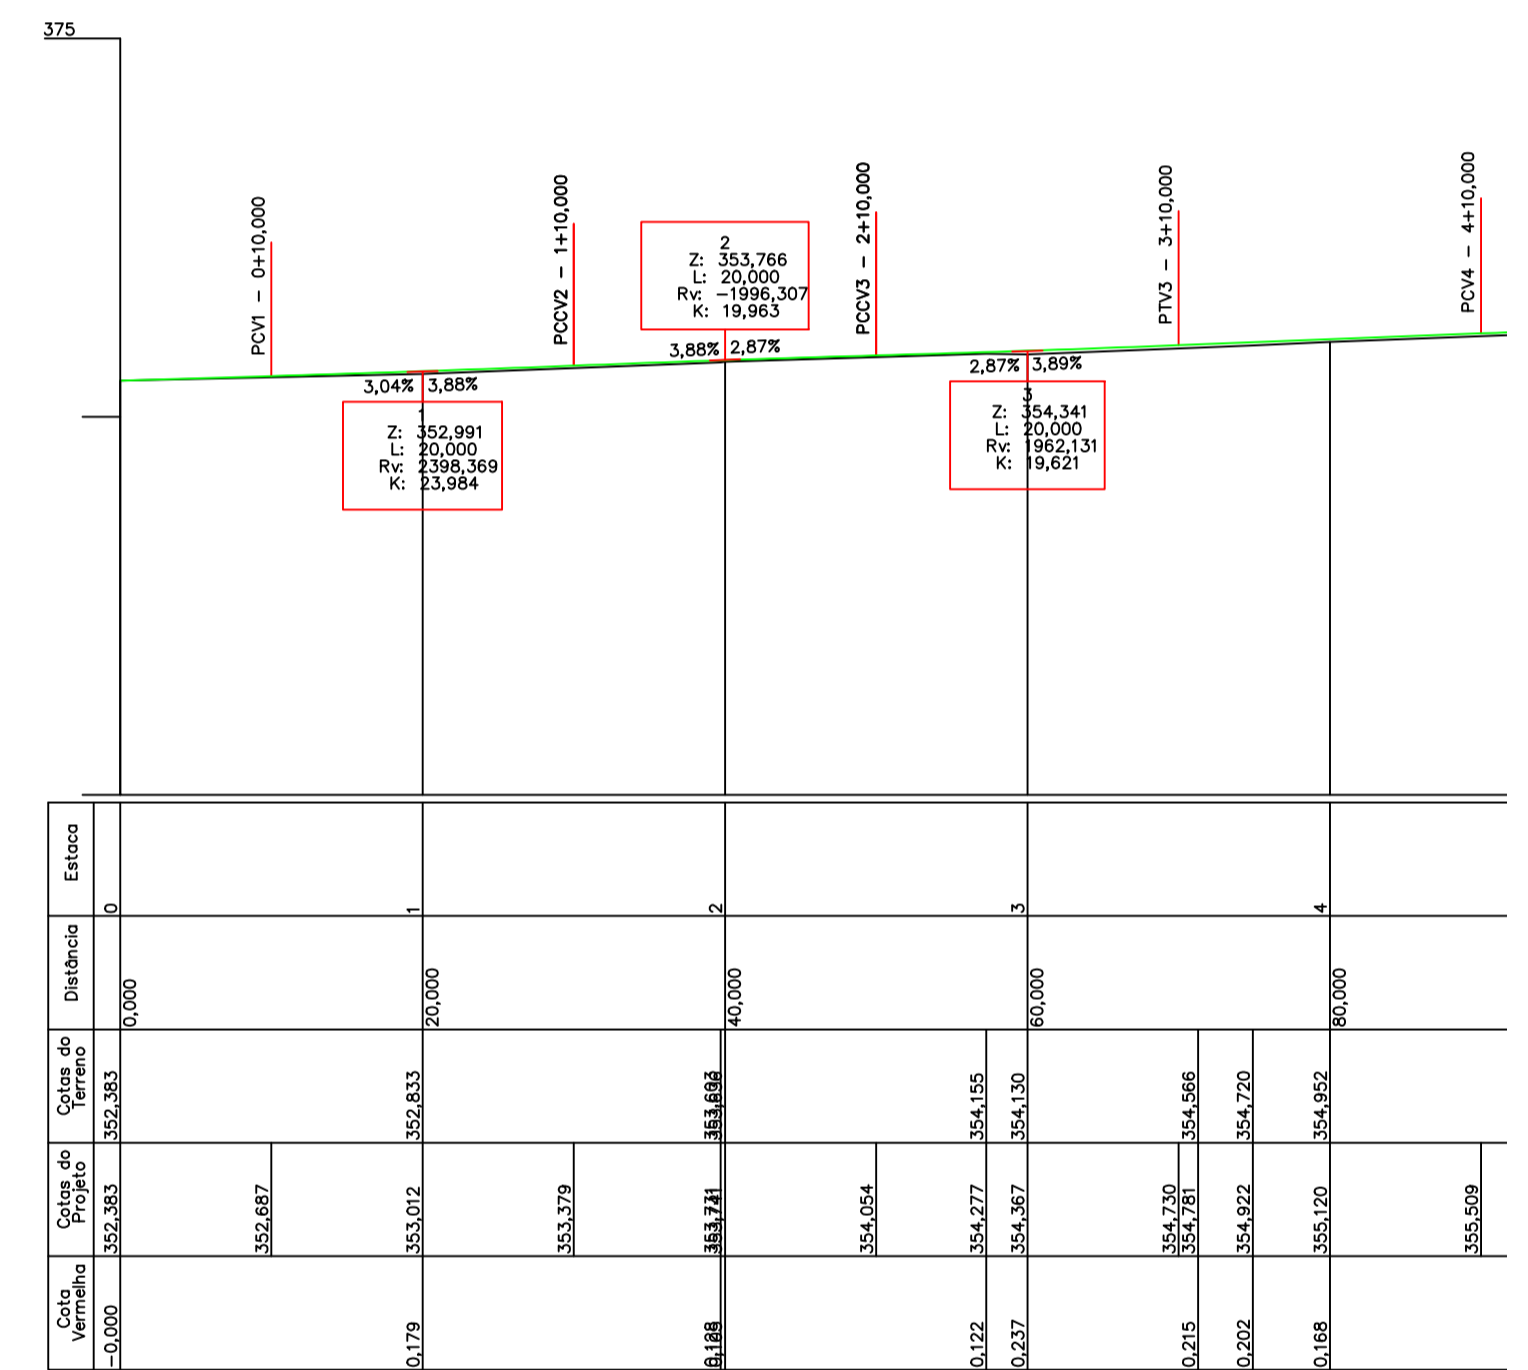 375
PCV1 - 0+10,000
PCCV2 - 1+10,000
PCCV3 - 2+10,000
PTV3 - 3+10,000
PCV4 - 4+10,000
2
Z: 353,766
L: 20,000
Rv: -1996,307
K: 19,963
3,88% 2,87%
3,04% 3,88%
1
Z: 352,991
L: 20,000
Rv: 2398,369
K: 23,984
2,87% 3,89%
3
Z: 354,341
L: 20,000
Rv: 1962,131
K: 19,621
Estaca
0 1 2 3 4
Distância
0,000 20,000 40,000 60,000 80,000
Cotas do
Terreno
352,383 352,833 354,155 354,130 354,566 354,720 354,952
Cotas do
Projeto
352,383 352,687 353,012 353,379 354,054 354,277 354,367 354,730 354,781 354,922 355,120 355,509
Cota
Vermelha
-0,000 0,179 0,122 0,237 0,215 0,202 0,168